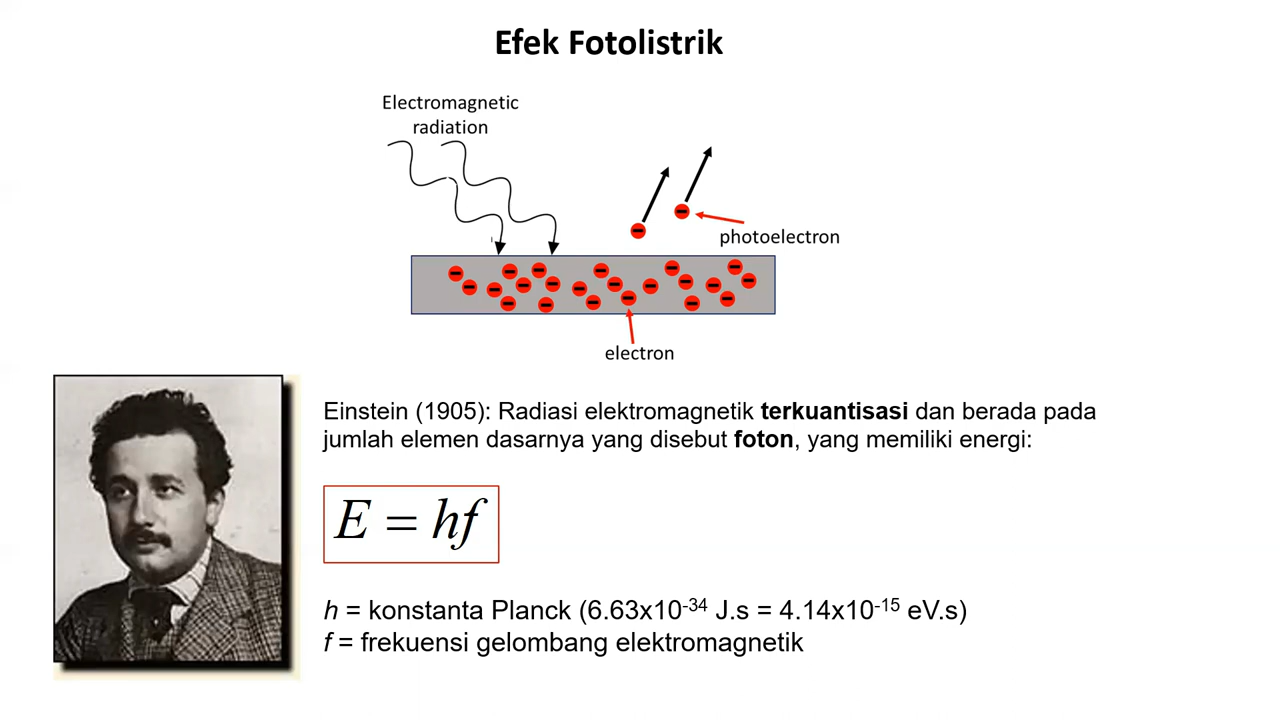 Efek Fotolistrik
Electromagnetic
radiation
photoelectron
electron
Einstein (1905): Radiasi elektromagnetik terkuantisasi dan berada pada
jumlah elemen dasarnya yang disebut foton, yang memiliki energi:
E = hf
h = konstanta Planck (6.63x10⁻³⁴ J.s = 4.14x10⁻¹⁵ eV.s)
f = frekuensi gelombang elektromagnetik